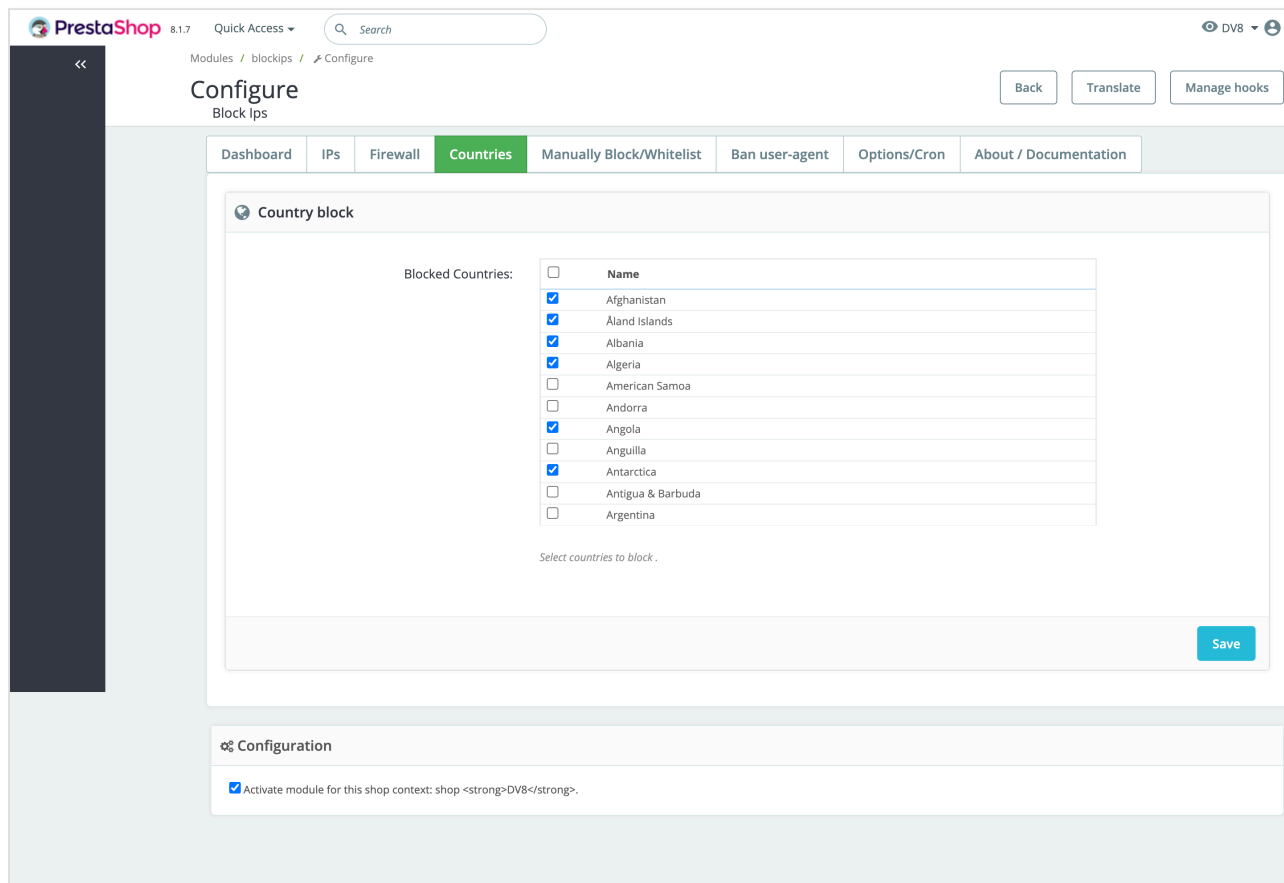 PrestaShop 8.1.7 Quick Access Search DV8
Modules / blockips / Configure
Configure
Block Ips
Back Translate Manage hooks
Dashboard IPs Firewall Countries Manually Block/Whitelist Ban user-agent Options/Cron About / Documentation
Country block
Blocked Countries:
Name
Afghanistan
Åland Islands
Albania
Algeria
American Samoa
Andorra
Angola
Anguilla
Antarctica
Antigua & Barbuda
Argentina
Select countries to block .
Save
Configuration
Activate module for this shop context: shop <strong>DV8</strong>.